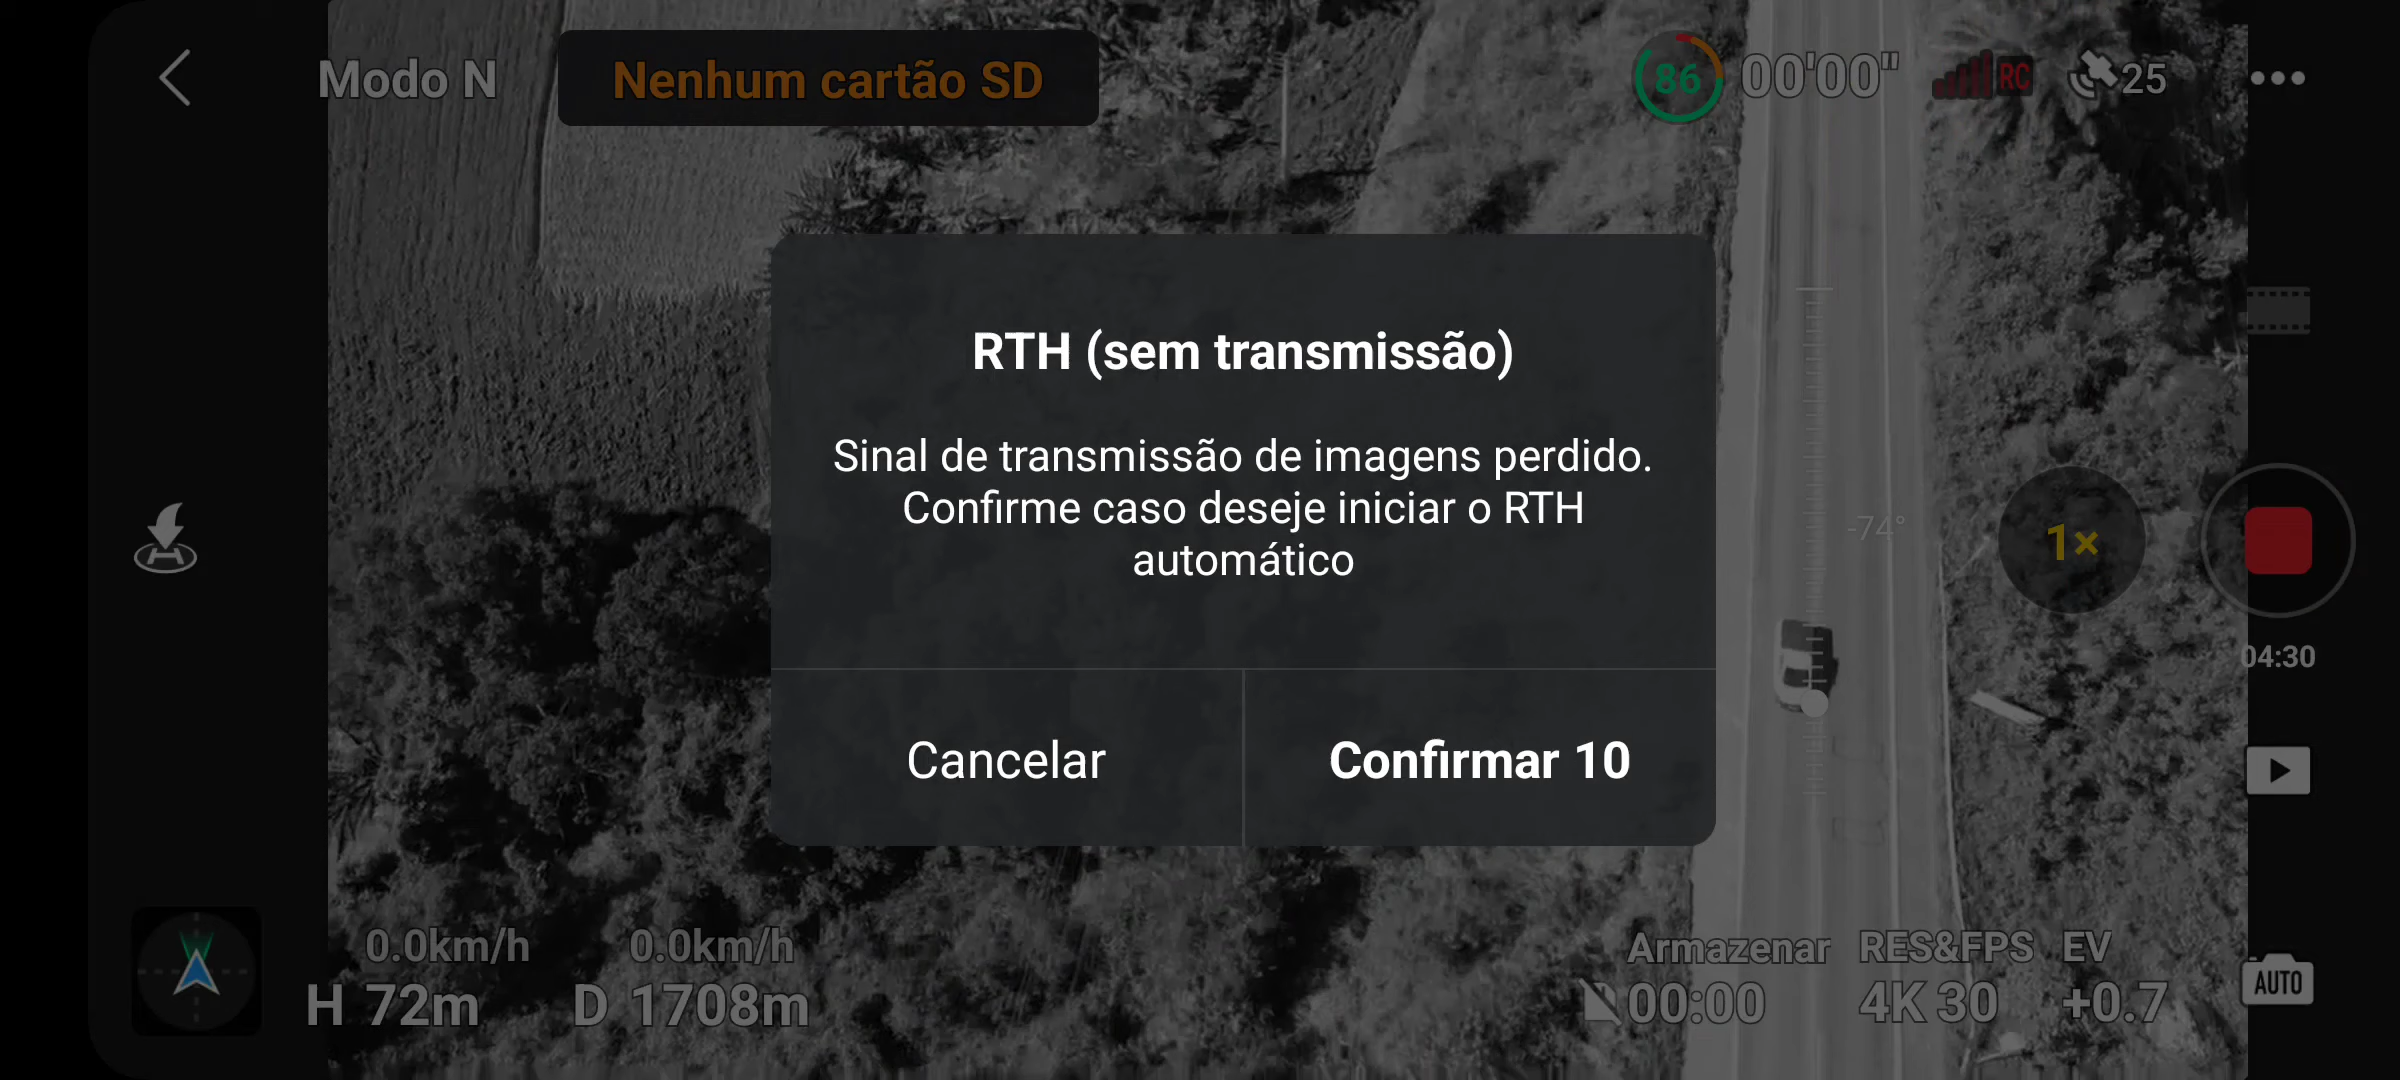 Modo N
Nenhum cartão SD
86
00'00"
RC
25
RTH (sem transmissão)
Sinal de transmissão de imagens perdido.
Confirme caso deseje iniciar o RTH
automático
-74°
1×
04:30
Cancelar
Confirmar 10
0.0km/h
0.0km/h
H 72m
D 1708m
Armazenar
00:00
RES&FPS
4K 30
EV
+0.7
AUTO